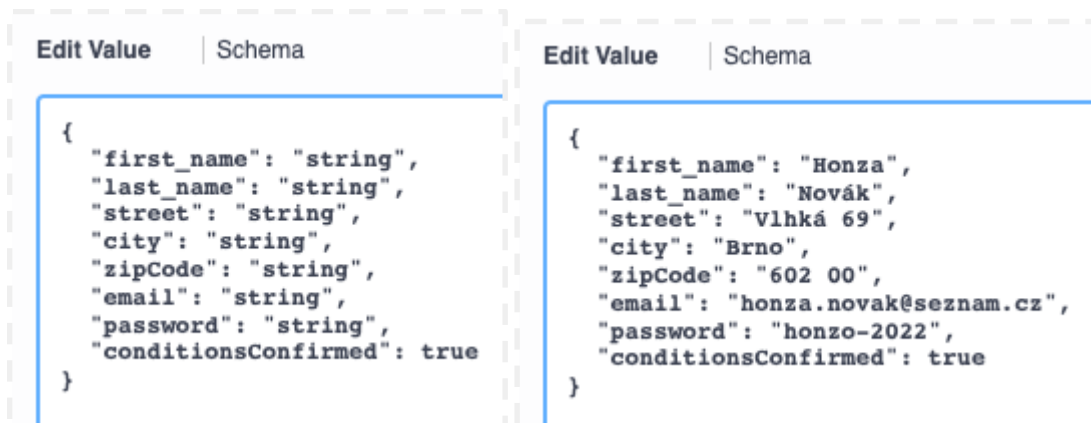 Edit Value | Schema
{
"first_name": "string",
"last_name": "string",
"street": "string",
"city": "string",
"zipCode": "string",
"email": "string",
"password": "string",
"conditionsConfirmed": true
}
Edit Value | Schema
{
"first_name": "Honza",
"last_name": "Novák",
"street": "Vlhká 69",
"city": "Brno",
"zipCode": "602 00",
"email": "honza.novak@seznam.cz",
"password": "honzo-2022",
"conditionsConfirmed": true
}